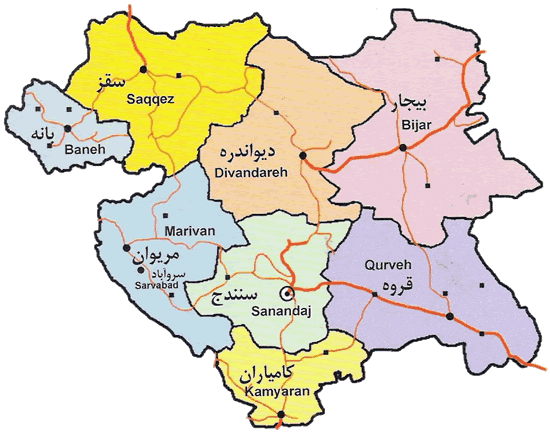 سقز
Saqqez
بانه
Baneh
بیجار
Bijar
دیواندره
Divandareh
Marivan
مریوان
سروآباد
Sarvabad
سنندج
Sanandaj
Qurveh
قروه
کامیاران
Kamyaran